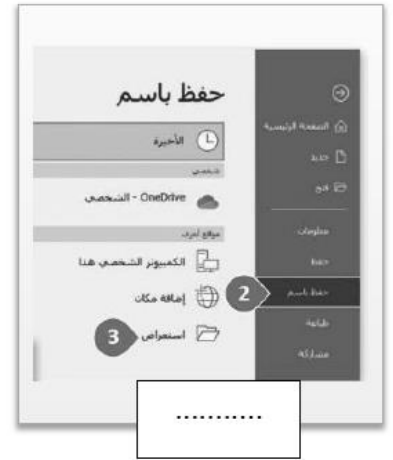 حفظ باسم
الأخيرة
شخصي
OneDrive - الشخصي
مواقع أخرى
الكمبيوتر الشخصي هنا
إضافة مكان
3 استعراض
الصفحة الرئيسية
جديد
فتح
معلومات
حفظ
2 حفظ باسم
طباعة
مشاركة
...........